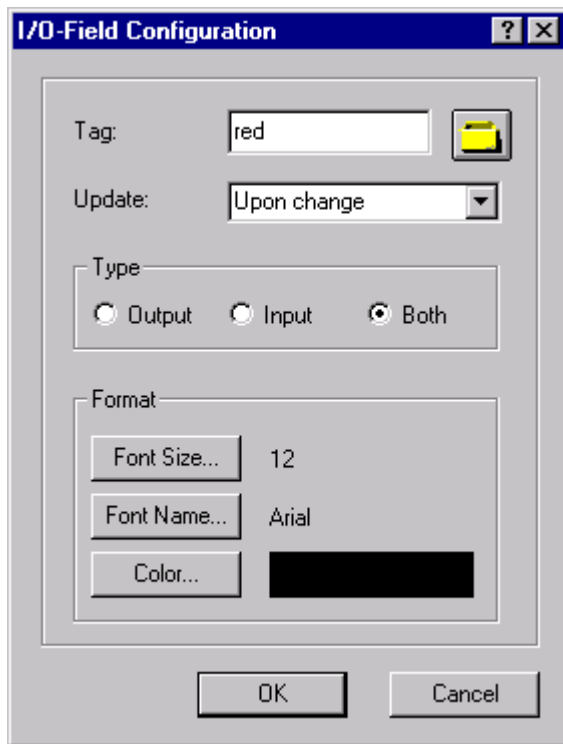 I/O-Field Configuration
Tag: red
Update: Upon change
Type
Output Input Both
Format
Font Size... 12
Font Name... Arial
Color...
OK Cancel